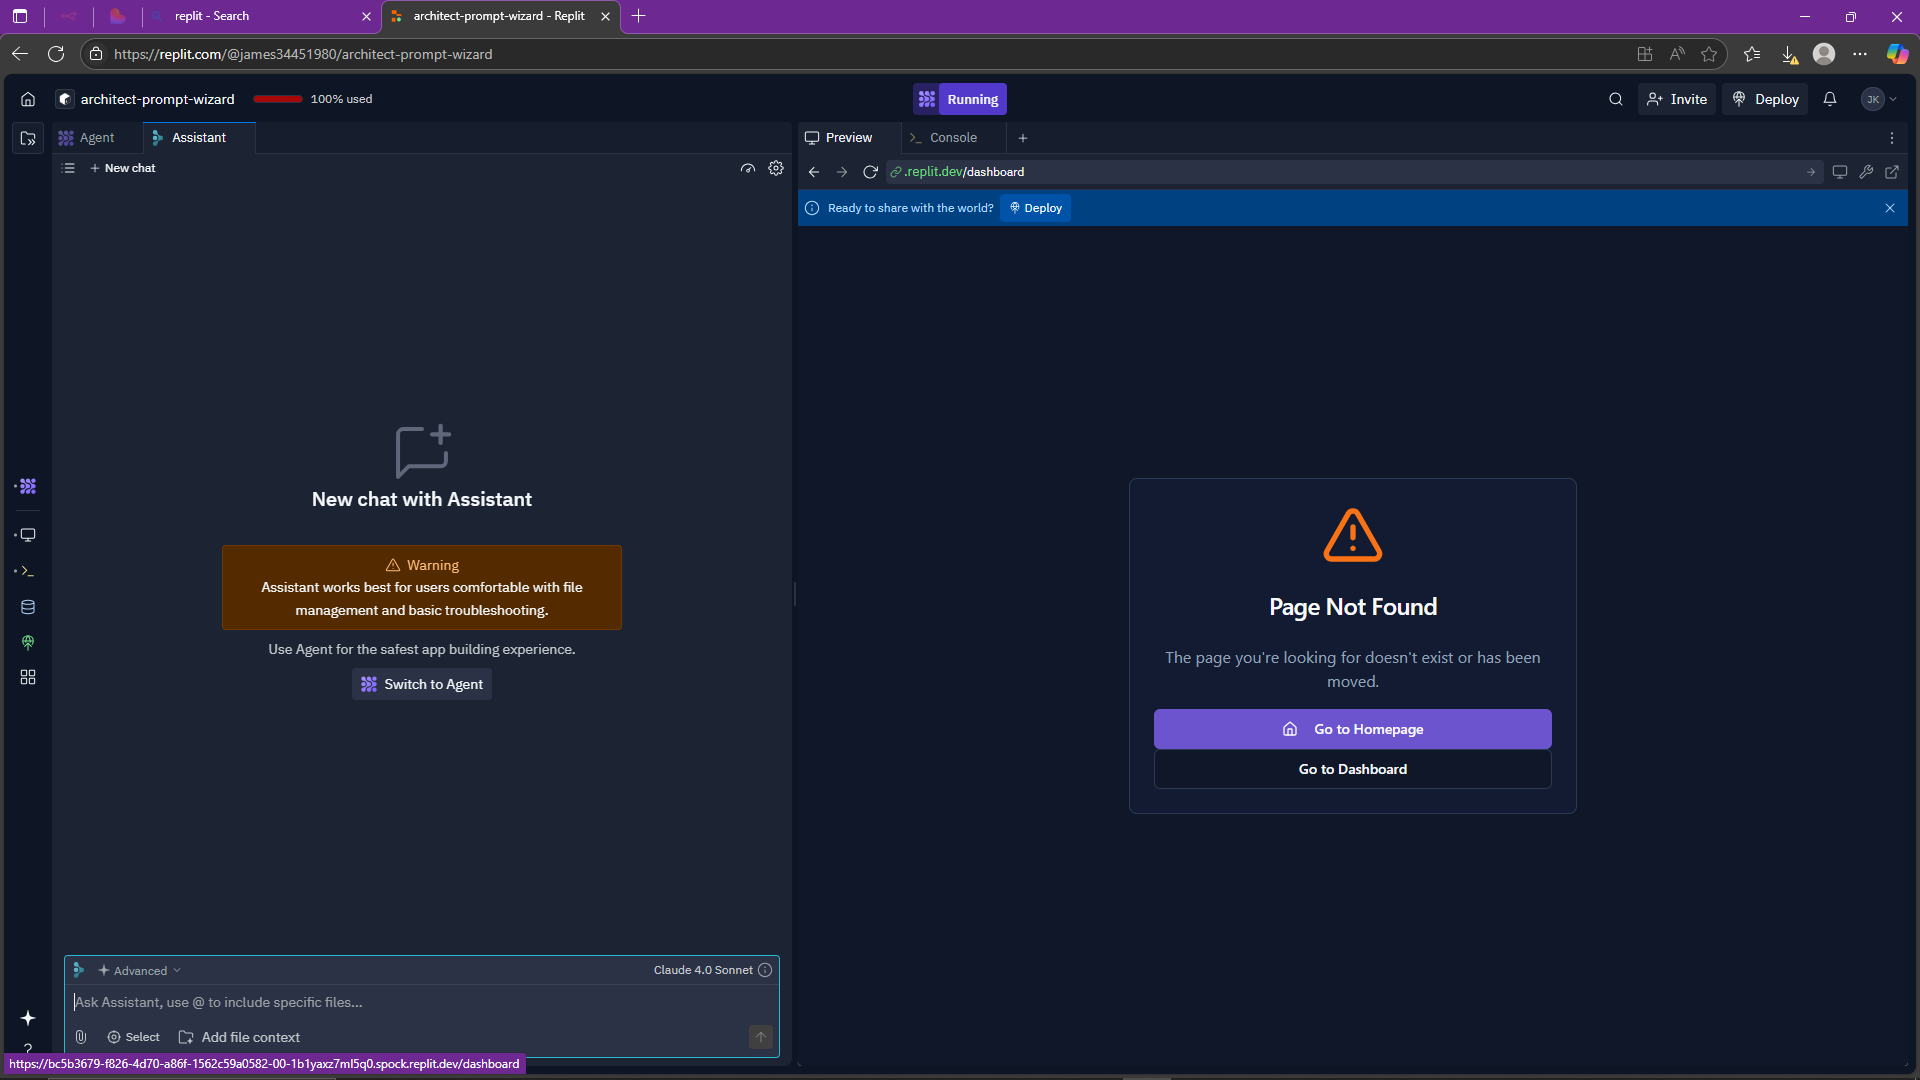 replit - Search
architect-prompt-wizard - Replit
https://replit.com/@james34451980/architect-prompt-wizard
architect-prompt-wizard
100% used
Running
Invite
Deploy
JK
Agent
Assistant
Preview
Console
New chat
.replit.dev/dashboard
Ready to share with the world?
Deploy
New chat with Assistant
Warning
Assistant works best for users comfortable with file
management and basic troubleshooting.
Use Agent for the safest app building experience.
Switch to Agent
Page Not Found
The page you're looking for doesn't exist or has been
moved.
Go to Homepage
Go to Dashboard
Advanced
Claude 4.0 Sonnet
Ask Assistant, use @ to include specific files...
Select
Add file context
https://bc5b3679-f826-4d70-a86f-1562c59a0582-00-1b1yaxz7ml5q0.spock.replit.dev/dashboard